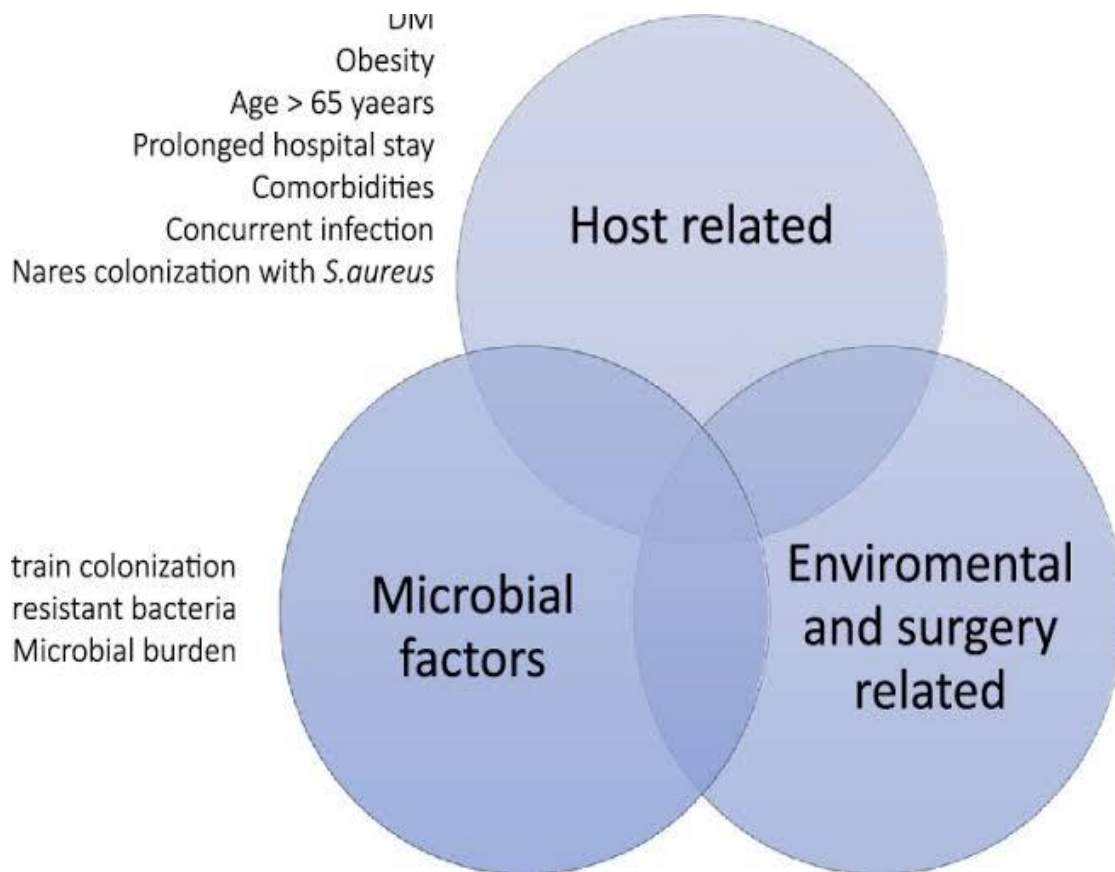 DM
Obesity
Age > 65 yaears
Prolonged hospital stay
Comorbidities
Concurrent infection
Nares colonization with S.aureus
Host related
train colonization
resistant bacteria
Microbial burden
Microbial
factors
Enviromental
and surgery
related